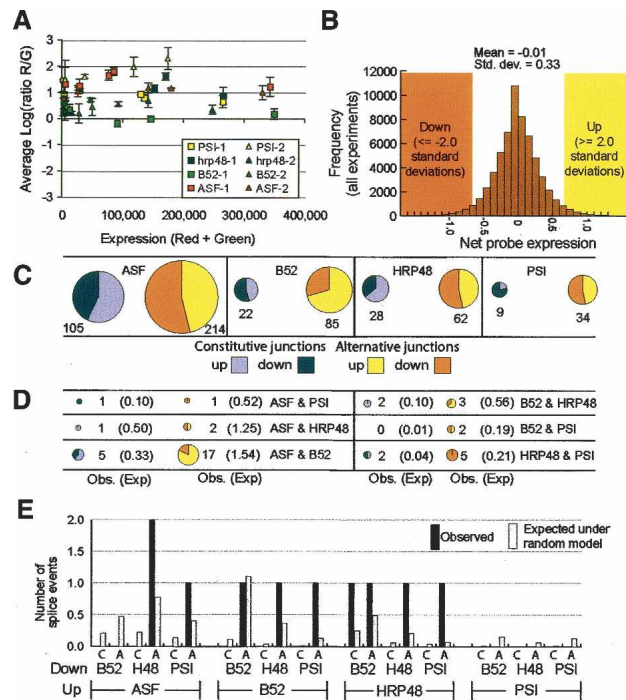 A
Average Log(ratio R/G)
3
2
1
0
-1
-2
-3
PSI-1 PSI-2
hrp48-1 hrp48-2
B52-1 B52-2
ASF-1 ASF-2
0 100,000 200,000 300,000 400,000
Expression (Red + Green)
B
Mean = -0.01
Std. dev. = 0.33
Frequency
(all experiments)
12000
10000
8000
6000
4000
2000
0
Down
(<= -2.0
standard
deviations)
Up
(>= 2.0
standard
deviations)
-1.0 -0.5 0 0.5 1.0
Net probe expression
C
ASF B52 HRP48 PSI
105 214 22 85 28 62 9 34
Constitutive junctions Alternative junctions
up down up down
D
1 (0.10) 1 (0.52) ASF & PSI 2 (0.10) 3 (0.56) B52 & HRP48
1 (0.50) 2 (1.25) ASF & HRP48 0 (0.01) 2 (0.19) B52 & PSI
5 (0.33) 17 (1.54) ASF & B52 2 (0.04) 5 (0.21) HRP48 & PSI
Obs. (Exp) Obs. (Exp) Obs. (Exp) Obs. (Exp)
E
Number of
splice events
2.0
1.5
1.0
0.5
0.0
Observed
Expected under
random model
C A C A C A C A C A C A C A C A C A C A C A C A
Down B52 H48 PSI B52 H48 PSI B52 H48 PSI B52 H48 PSI
Up ASF B52 HRP48 PSI